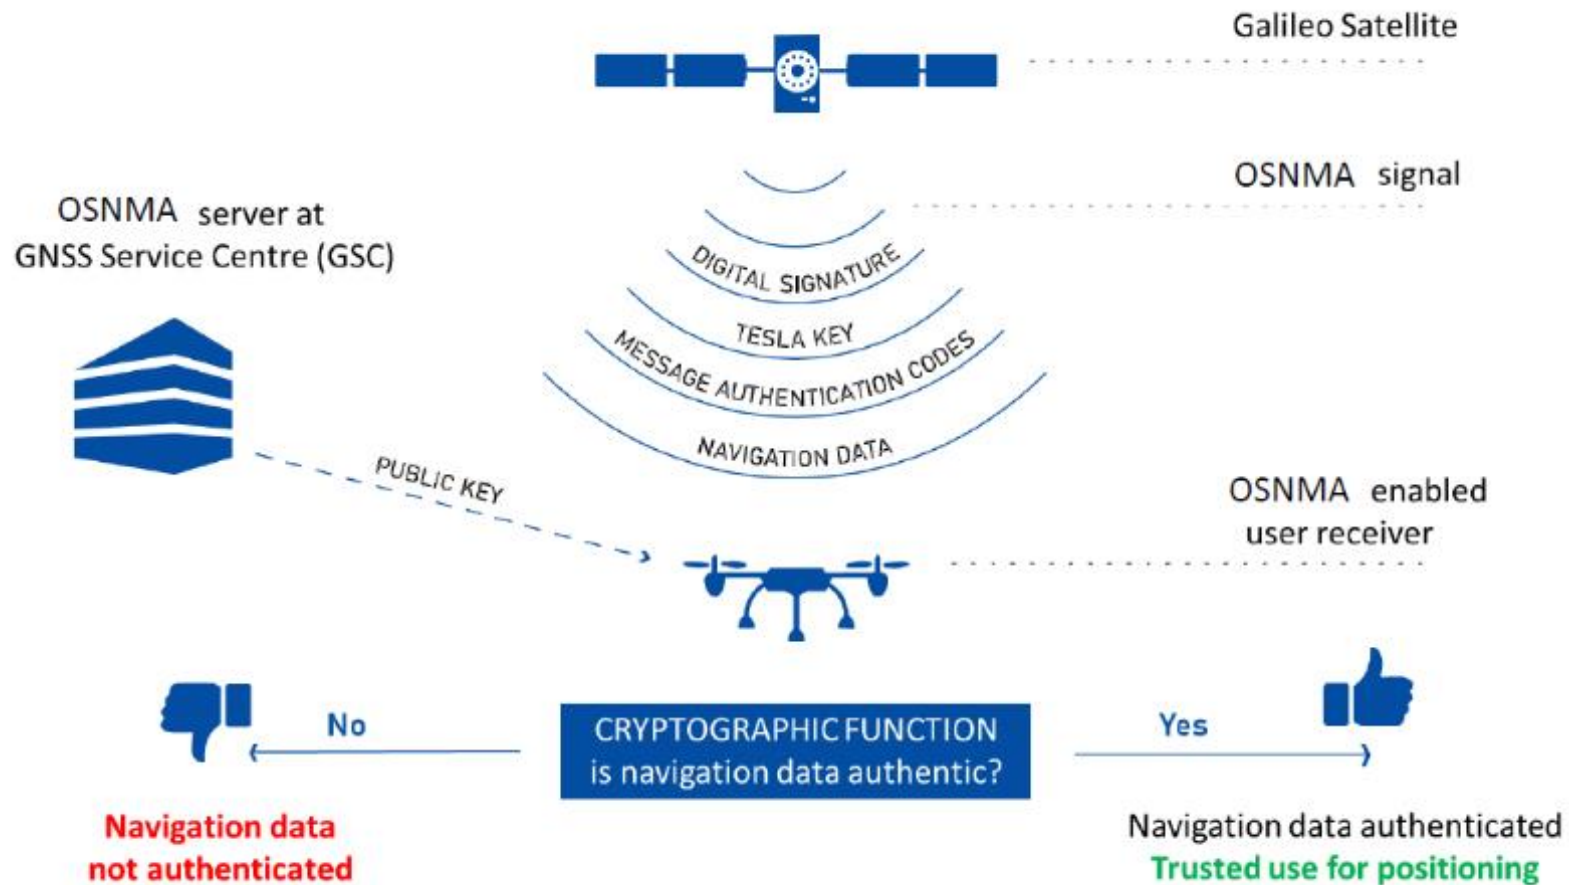 Galileo Satellite
OSNMA signal
OSNMA server at
GNSS Service Centre (GSC)
DIGITAL SIGNATURE
TESLA KEY
MESSAGE AUTHENTICATION CODES
NAVIGATION DATA
PUBLIC KEY
OSNMA enabled
user receiver
No
CRYPTOGRAPHIC FUNCTION
is navigation data authentic?
Yes
Navigation data
not authenticated
Navigation data authenticated
Trusted use for positioning